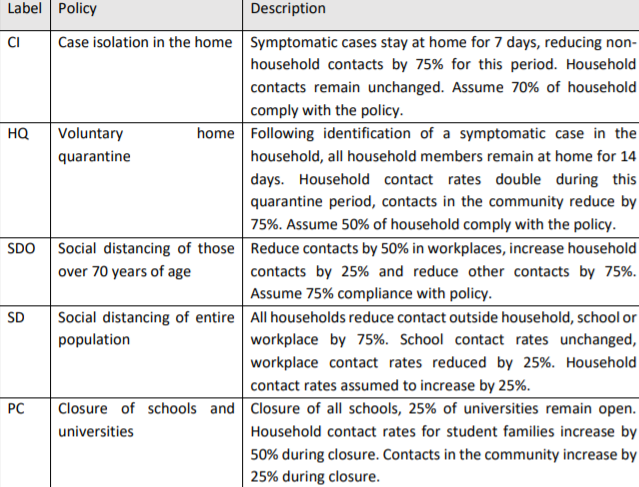 Label Policy Description
CI Case isolation in the home Symptomatic cases stay at home for 7 days, reducing non-
household contacts by 75% for this period. Household
contacts remain unchanged. Assume 70% of household
comply with the policy.
HQ Voluntary home Following identification of a symptomatic case in the
quarantine household, all household members remain at home for 14
days. Household contact rates double during this
quarantine period, contacts in the community reduce by
75%. Assume 50% of household comply with the policy.
SDO Social distancing of those Reduce contacts by 50% in workplaces, increase household
over 70 years of age contacts by 25% and reduce other contacts by 75%.
Assume 75% compliance with policy.
SD Social distancing of entire All households reduce contact outside household, school or
population workplace by 75%. School contact rates unchanged,
workplace contact rates reduced by 25%. Household
contact rates assumed to increase by 25%.
PC Closure of schools and Closure of all schools, 25% of universities remain open.
universities Household contact rates for student families increase by
50% during closure. Contacts in the community increase by
25% during closure.